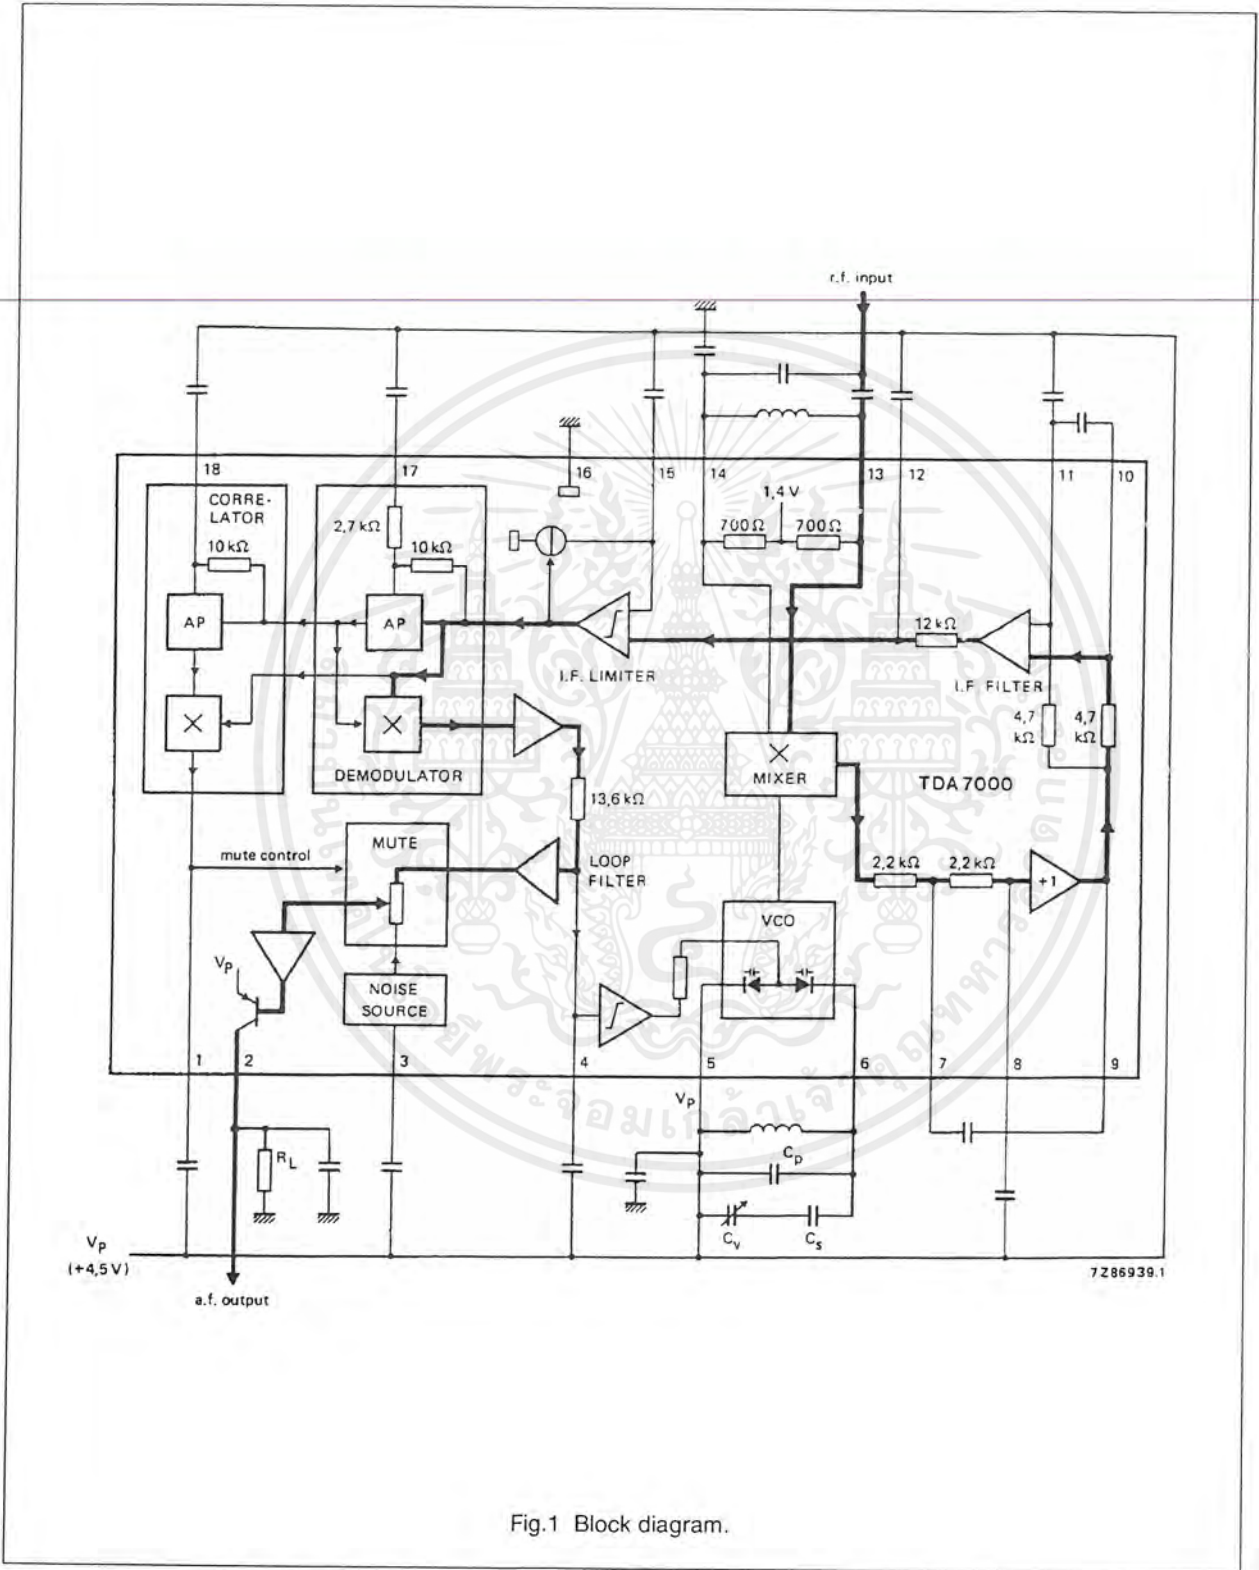 r.f. input
18
17
16
15
14
13
12
11
10
CORRE-
LATOR
2,7 kΩ
1,4 V
700Ω
700Ω
10 kΩ
10 kΩ
AP
AP
12 kΩ
I.F. LIMITER
I.F. FILTER
4,7
kΩ
4,7
kΩ
DEMODULATOR
MIXER
TDA7000
13,6 kΩ
MUTE
mute control
LOOP
FILTER
2,2 kΩ
2,2 kΩ
+1
VCO
Vp
NOISE
SOURCE
1
2
3
4
5
6
7
8
9
Vp
RL
Cp
Cv
Cs
Vp
(+4,5 V)
7Z86939.1
a.f. output
Fig.1 Block diagram.